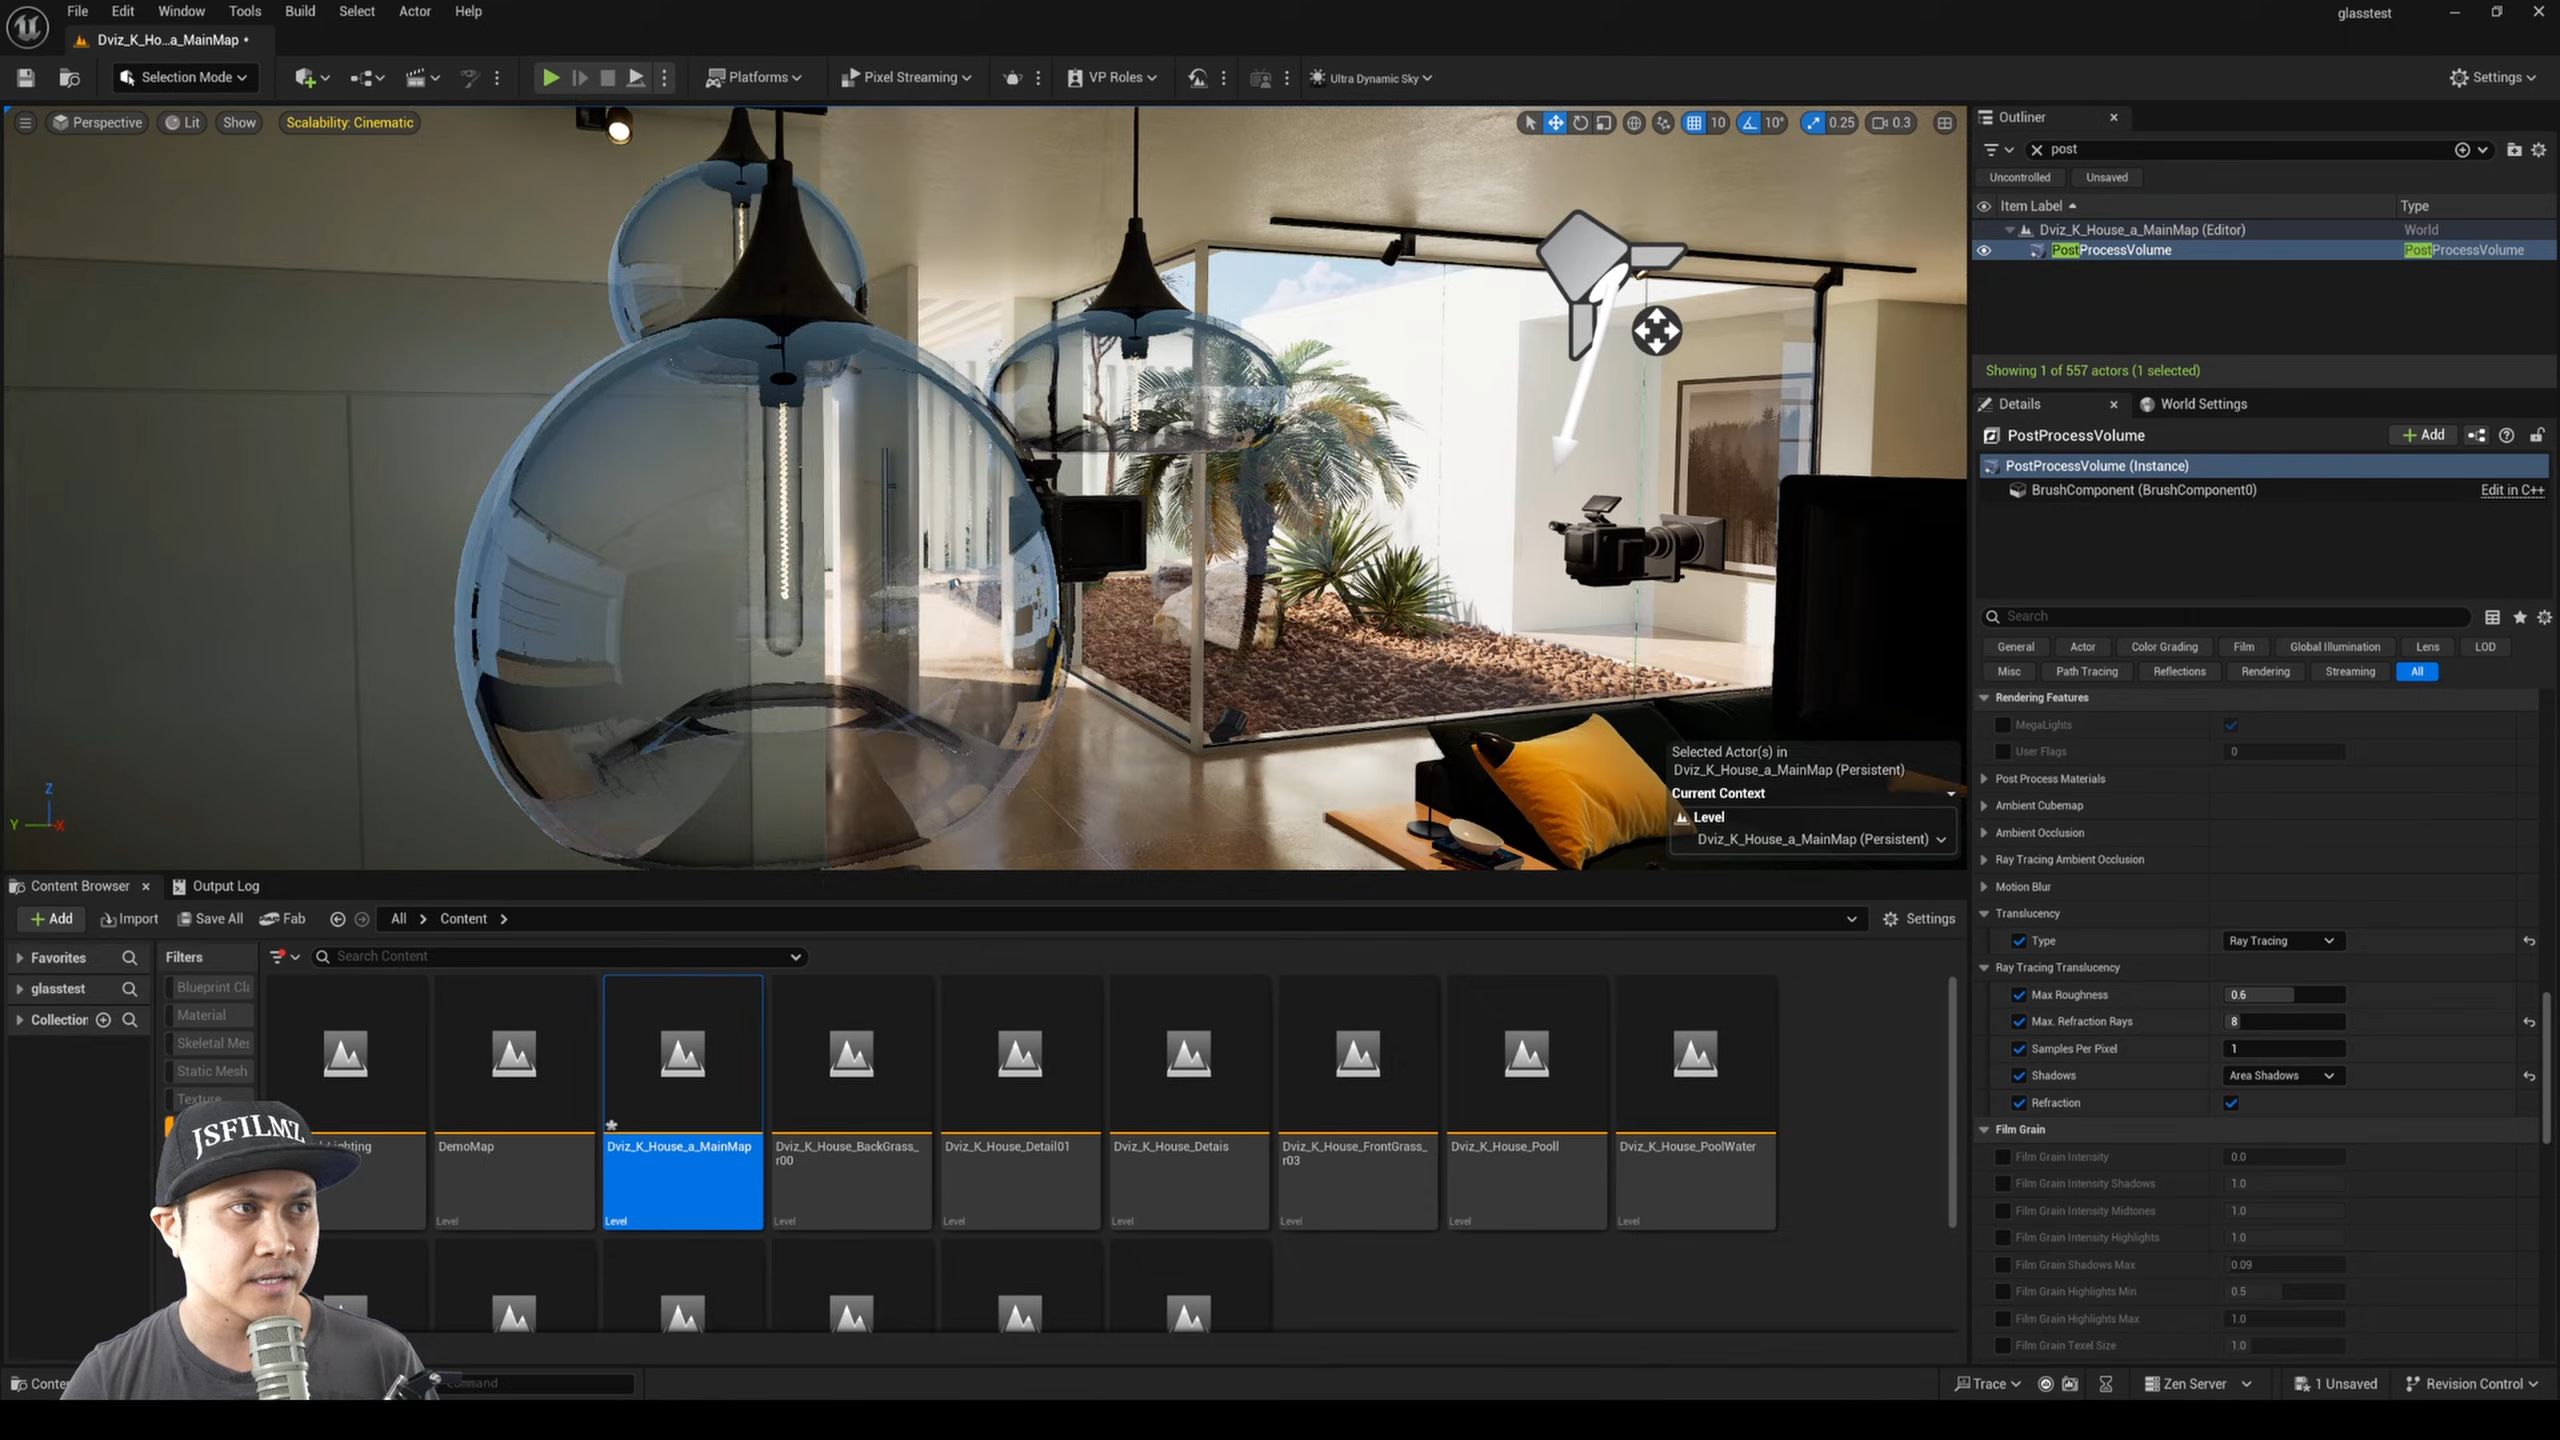 File Edit Window Tools Build Select Actor Help
glasstest
Dviz_K_Ho...a_MainMap •
Selection Mode
Platforms
Pixel Streaming
VP Roles
Ultra Dynamic Sky
Settings
Perspective Lit Show Scalability: Cinematic
10 10° 0.25 0.3
Z
Y X
Selected Actor(s) in
Dviz_K_House_a_MainMap (Persistent)
Current Context
Level
Dviz_K_House_a_MainMap (Persistent)
Outliner
post
Uncontrolled Unsaved
Item Label Type
Dviz_K_House_a_MainMap (Editor) World
PostProcessVolume PostProcessVolume
Showing 1 of 557 actors (1 selected)
Details World Settings
PostProcessVolume Add
PostProcessVolume (Instance)
BrushComponent (BrushComponent0) Edit in C++
Search
General Actor Color Grading Film Global Illumination Lens LOD
Misc Path Tracing Reflections Rendering Streaming All
Rendering Features
MegaLights
User Flags 0
Post Process Materials
Ambient Cubemap
Ambient Occlusion
Ray Tracing Ambient Occlusion
Motion Blur
Translucency
Type Ray Tracing
Ray Tracing Translucency
Max Roughness 0.6
Max. Refraction Rays 8
Samples Per Pixel 1
Shadows Area Shadows
Refraction
Film Grain
Film Grain Intensity 0.0
Film Grain Intensity Shadows 1.0
Film Grain Intensity Midtones 1.0
Film Grain Intensity Highlights 1.0
Film Grain Shadows Max 0.09
Film Grain Highlights Min 0.5
Film Grain Highlights Max 1.0
Film Grain Texel Size 1.0
Content Browser Output Log
Add Import Save All Fab All Content Settings
Favorites Filters Search Content
glasstest
Collection
Blueprint Cla
Material
Skeletal Mes
Static Mesh
Texture
Lighting
DemoMap
Level
Dviz_K_House_a_MainMap
Level
Dviz_K_House_BackGrass_
r00
Level
Dviz_K_House_Detail01
Level
Dviz_K_House_Detais
Level
Dviz_K_House_FrontGrass_
r03
Level
Dviz_K_House_Pooll
Level
Dviz_K_House_PoolWater
Level
JSFILMZ
Conte
ommand
Trace Zen Server 1 Unsaved Revision Control